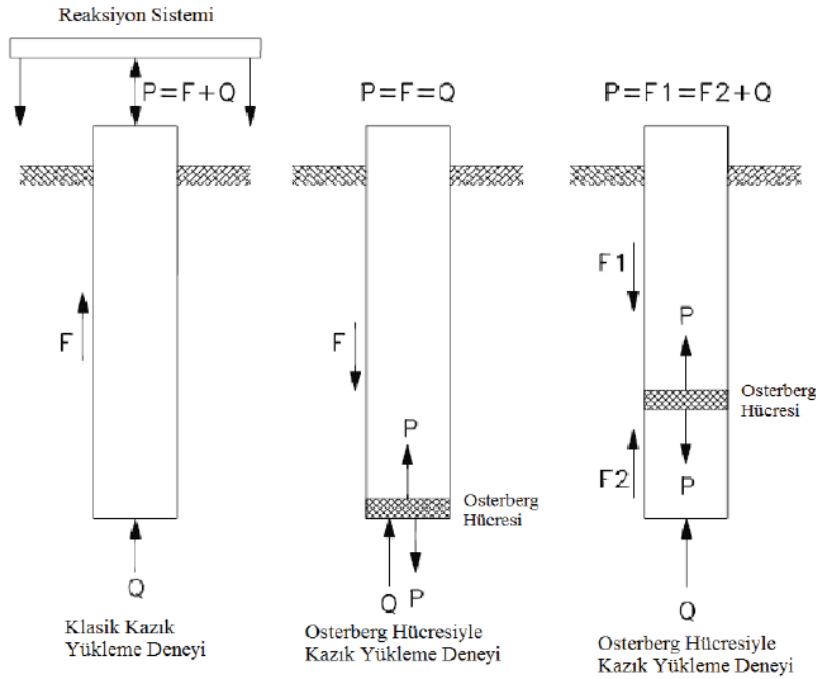 Reaksiyon Sistemi
P=F+Q
F
Q
Klasik Kazık
Yükleme Deneyi
P=F=Q
F
P
Osterberg
Hücresi
Q P
Osterberg Hücresiyle
Kazık Yükleme Deneyi
P=F1=F2+Q
F1
P
Osterberg
Hücresi
F2
P
Q
Osterberg Hücresiyle
Kazık Yükleme Deneyi